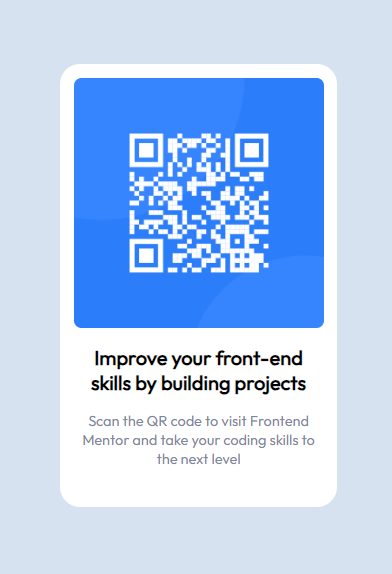 Improve your front-end
skills by building projects
Scan the QR code to visit Frontend
Mentor and take your coding skills to
the next level